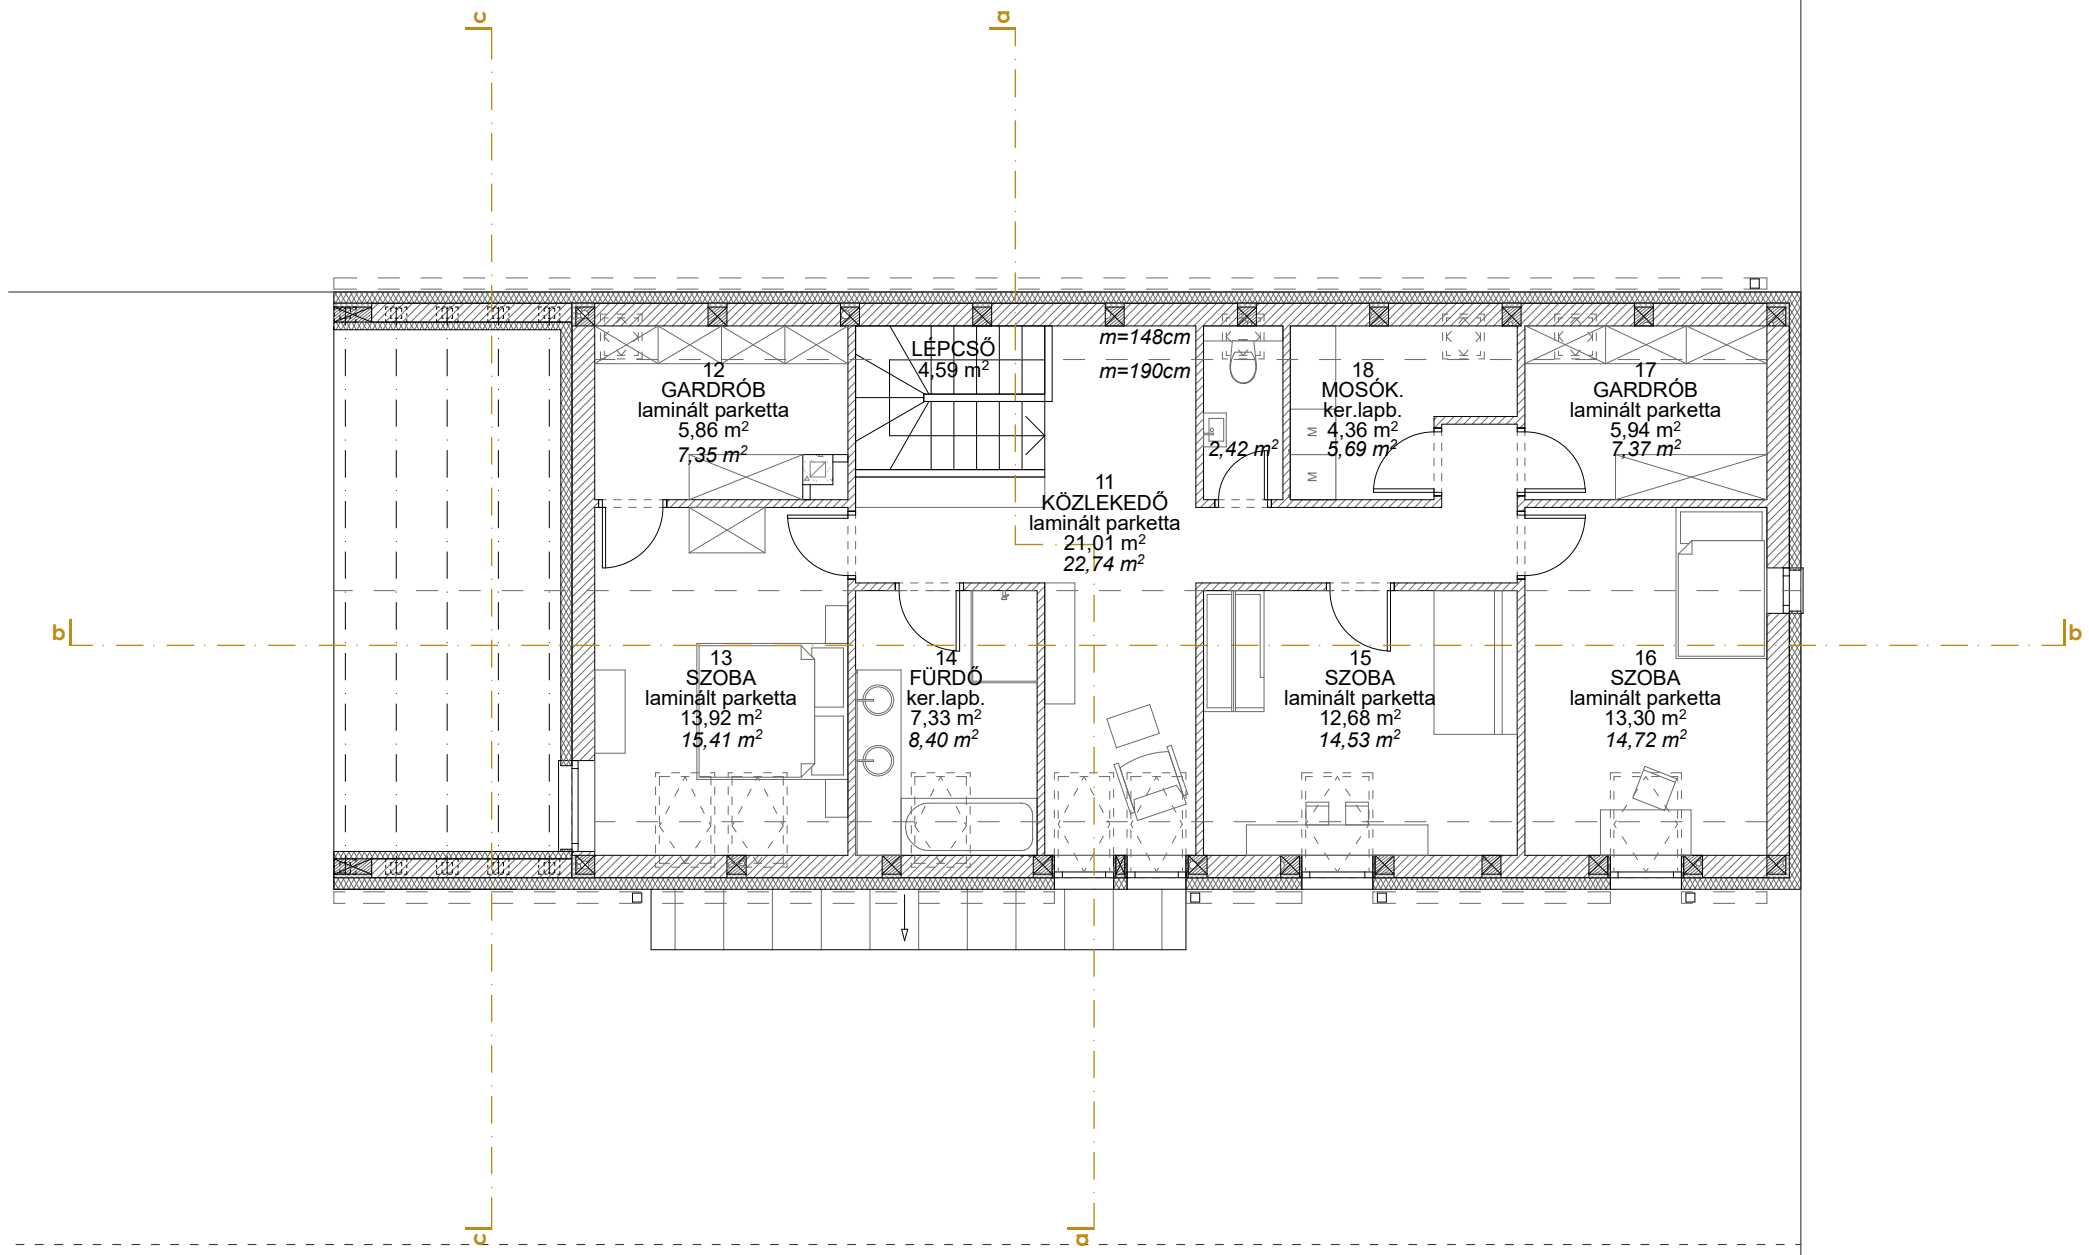 c
a
m=148cm
m=190cm
LÉPCSŐ
4,59 m²
12
GARDRÓB
laminált parketta
5,86 m²
7,35 m²
2,42 m²
18
MOSÓK.
ker.lapb.
4,36 m²
5,69 m²
M
M
17
GARDRÓB
laminált parketta
5,94 m²
7,37 m²
11
KÖZLEKEDŐ
laminált parketta
21,01 m²
22,74 m²
b
b
13
SZOBA
laminált parketta
13,92 m²
15,41 m²
14
FÜRDŐ
ker.lapb.
7,33 m²
8,40 m²
15
SZOBA
laminált parketta
12,68 m²
14,53 m²
16
SZOBA
laminált parketta
13,30 m²
14,72 m²
c
a